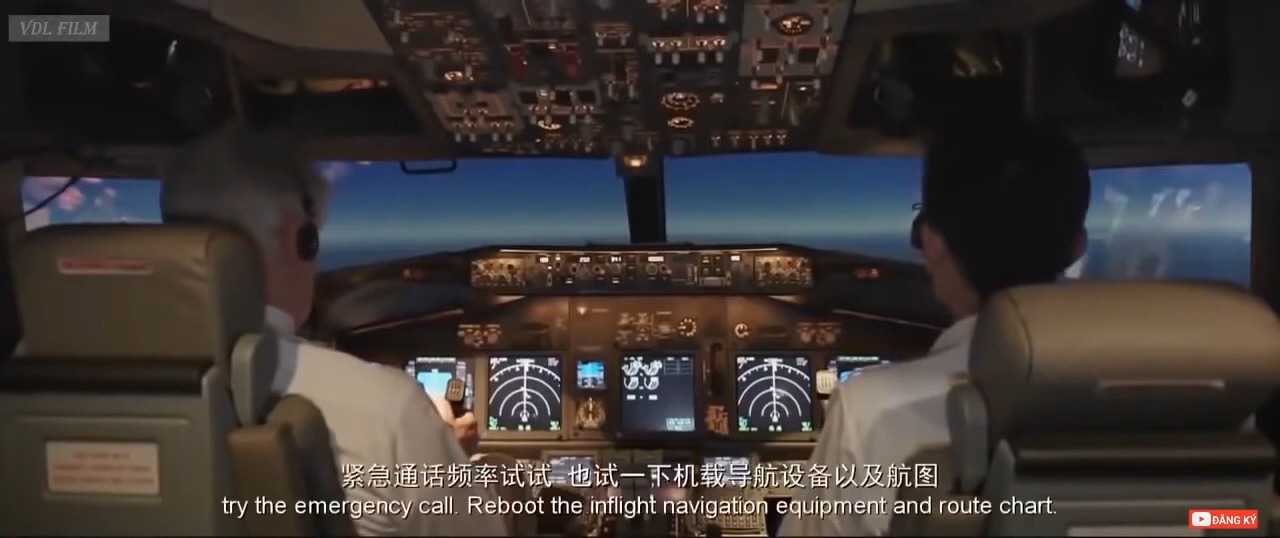 VDL FILM
紧急通话频率试试 也试一下机载导航设备以及航图
try the emergency call. Reboot the inflight navigation equipment and route chart.
ĐĂNG KÝ